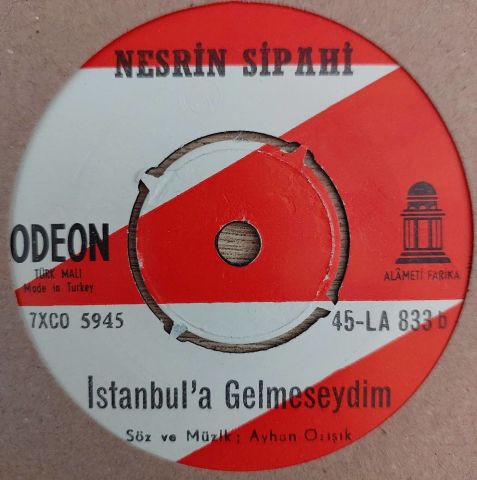 NESRİN SİPAHİ
ODEON
TÜRK MALI
Made in Turkey
ALÂMETİ FARİKA
7XCO 5945
45-LA 833 b
İstanbul'a Gelmeseydim
Söz ve Müzik; Ayhan Özışık